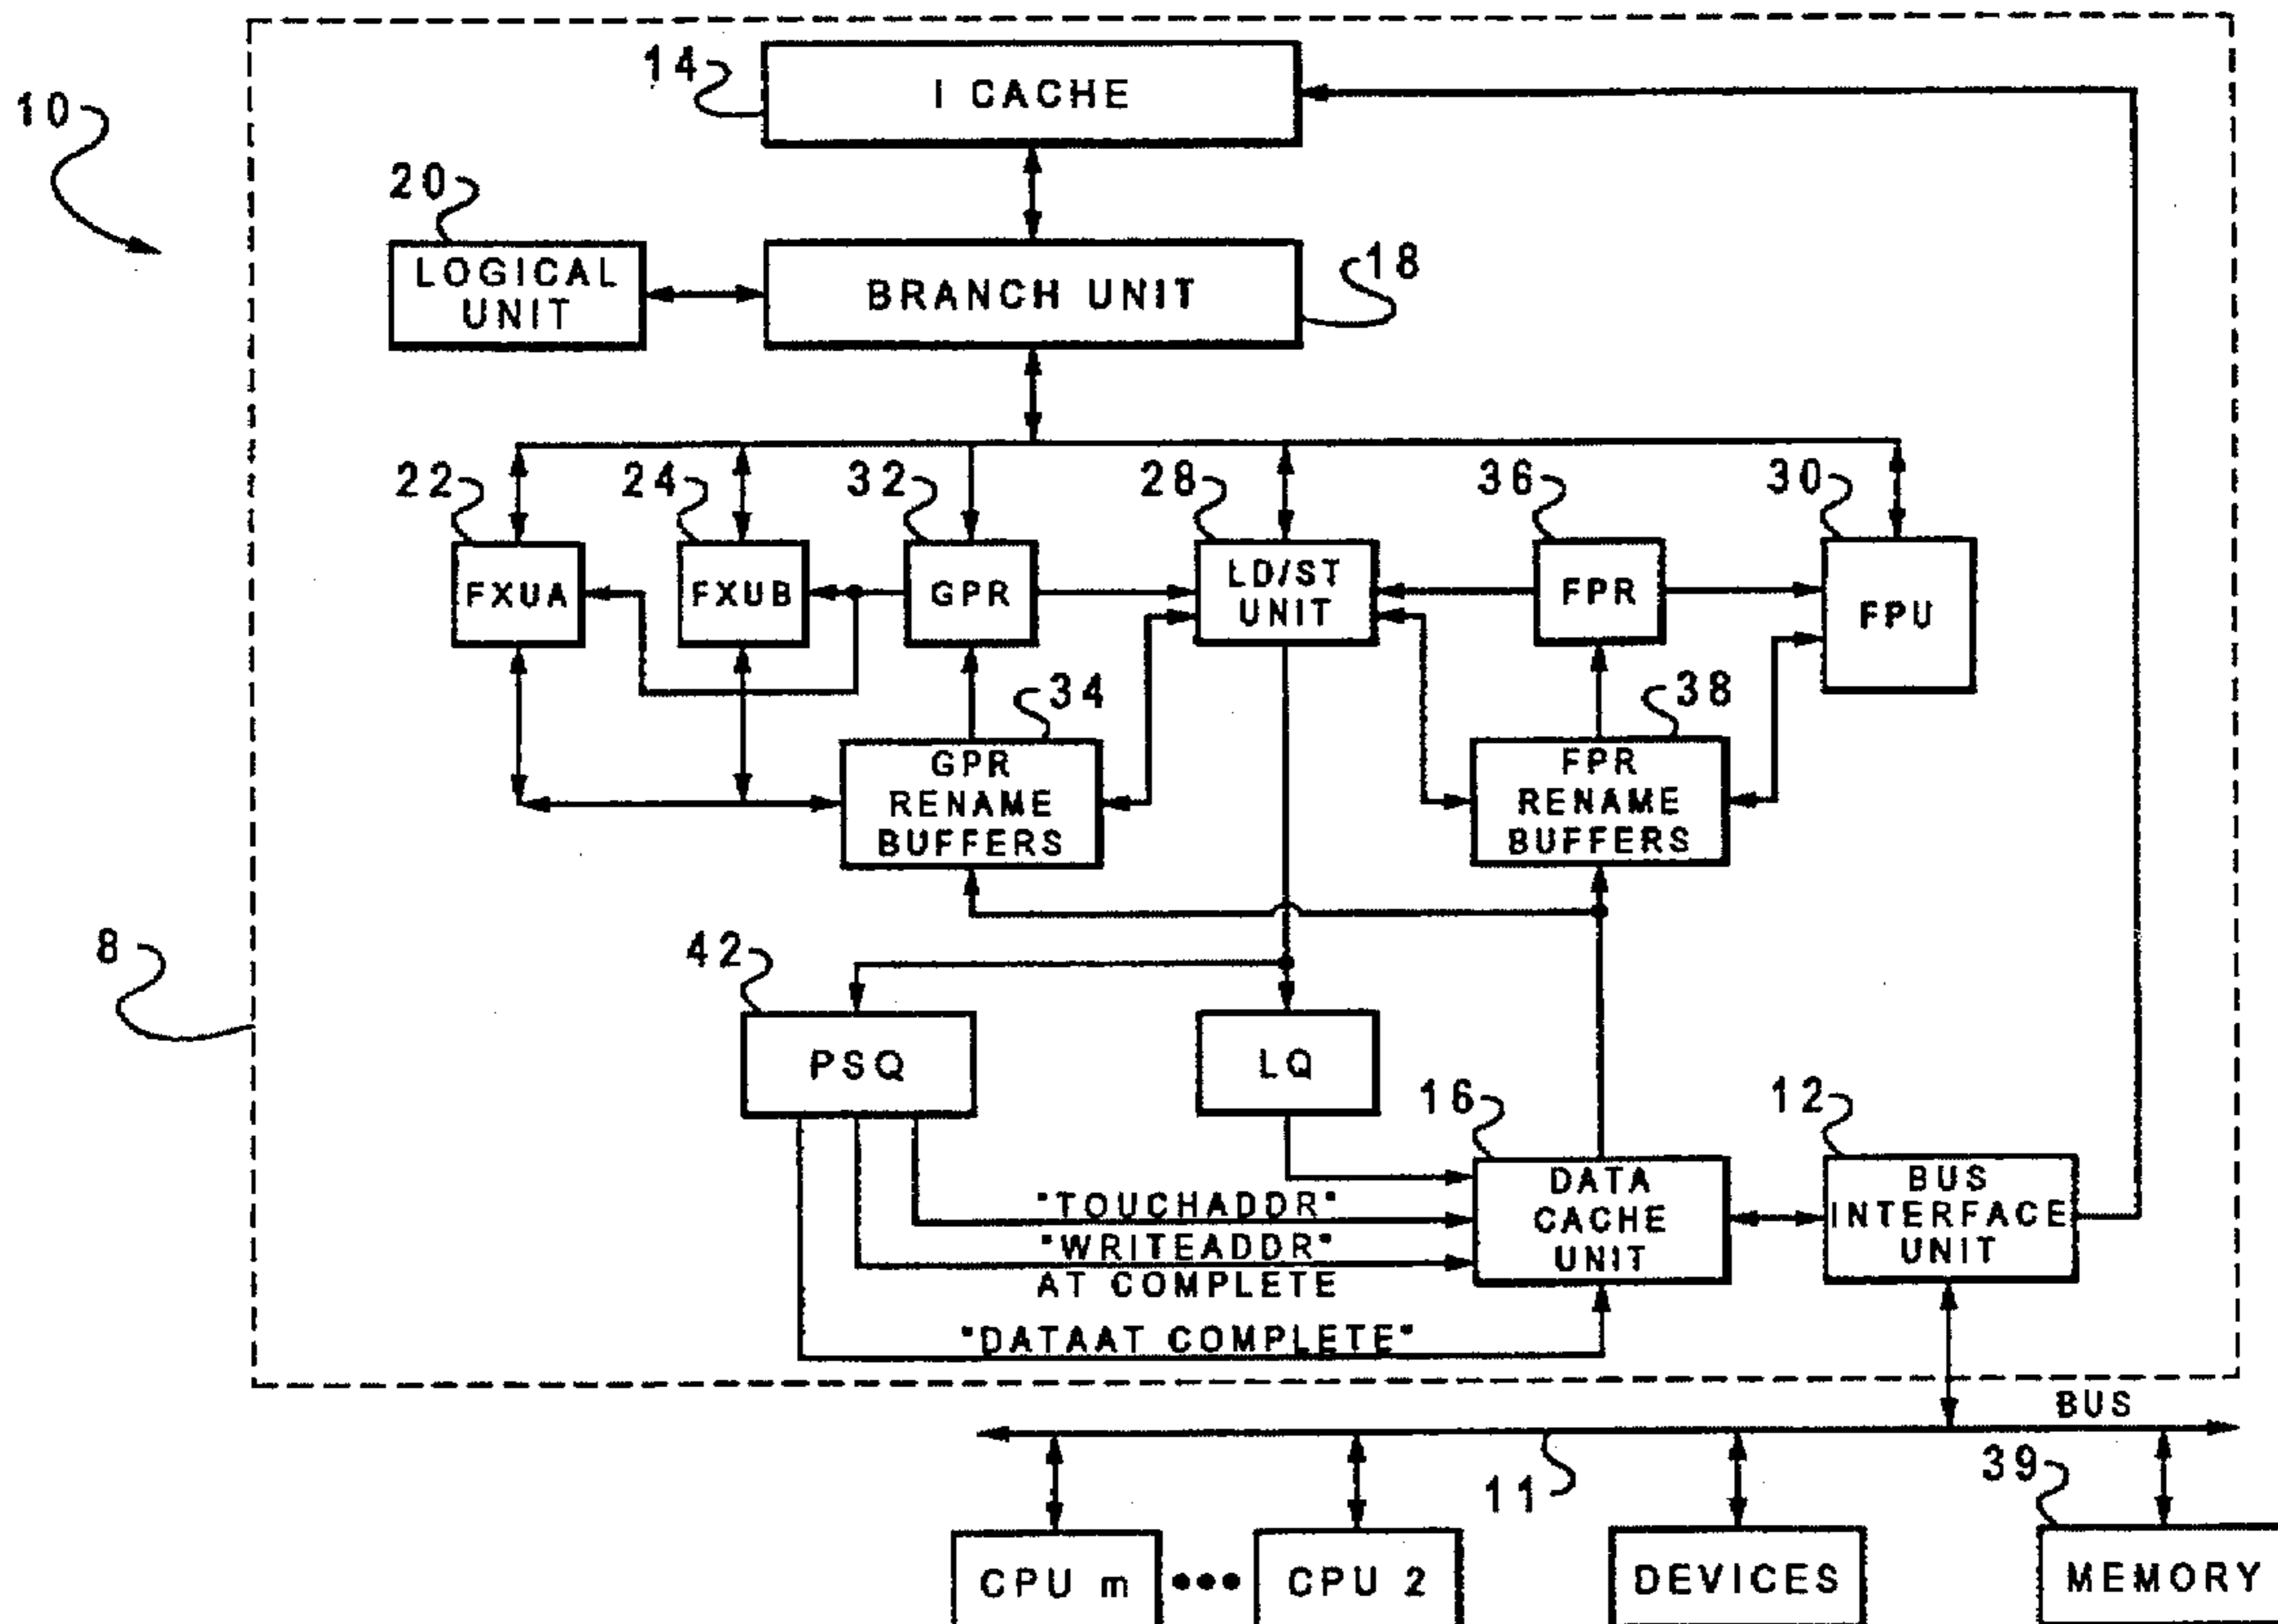 14
I CACHE
10
20
LOGICAL
UNIT
BRANCH UNIT
18
22
24
32
28
36
30
FXUA
FXUB
GPR
LD/ST
UNIT
FPR
FPU
34
38
GPR
RENAME
BUFFERS
FPR
RENAME
BUFFERS
8
42
PSQ
LQ
16
12
DATA
CACHE
UNIT
BUS
INTERFACE
UNIT
"TOUCHADDR"
"WRITEADDR"
AT COMPLETE
"DATAAT COMPLETE"
BUS
11
39
CPU m
•••
CPU 2
DEVICES
MEMORY